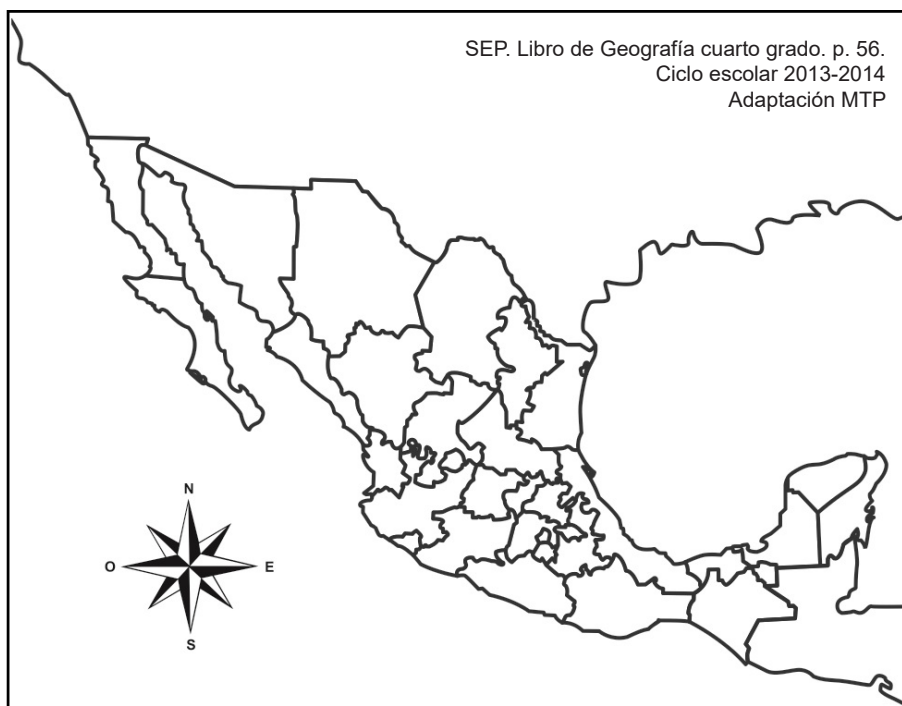 SEP. Libro de Geografía cuarto grado. p. 56.
Ciclo escolar 2013-2014
Adaptación MTP
N
O
E
S